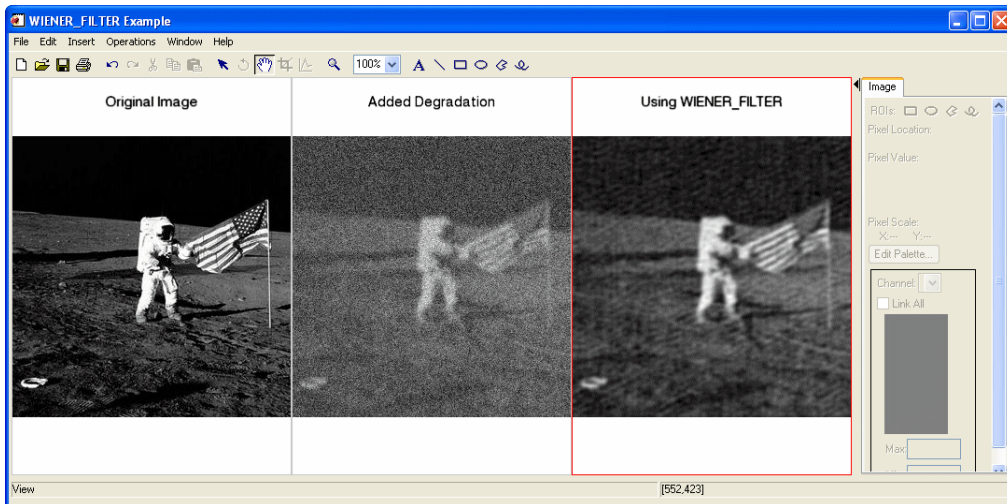 WIENER_FILTER Example
File Edit Insert Operations Window Help
100%
A
Original Image
Added Degradation
Using WIENER_FILTER
Image
ROIs:
Pixel Location:
Pixel Value:
Pixel Scale:
X:--- Y:---
Edit Palette...
Channel:
Link All
Max:
View
[552,423]